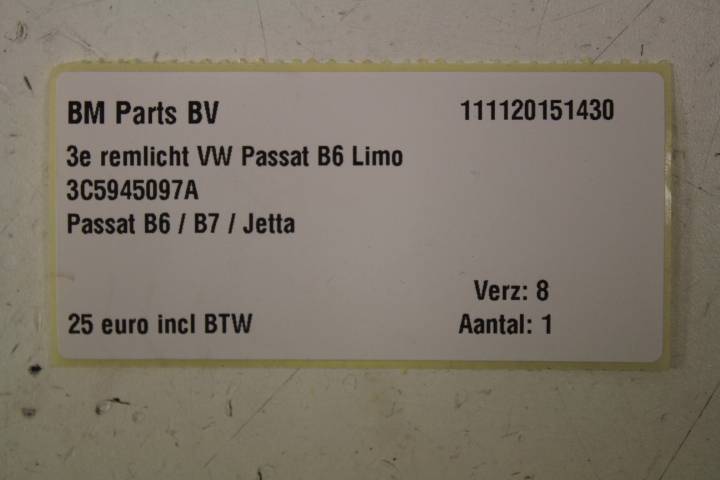 BM Parts BV 111120151430
3e remlicht VW Passat B6 Limo
3C5945097A
Passat B6 / B7 / Jetta
Verz: 8
25 euro incl BTW Aantal: 1